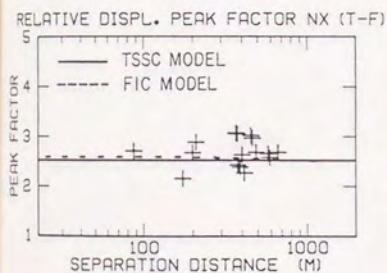 RELATIVE DISPL. PEAK FACTOR NX (T-F)
5
TSSC MODEL
4
FIC MODEL
3
2
1
PEAK FACTOR
100 1000
SEPARATION DISTANCE (M)